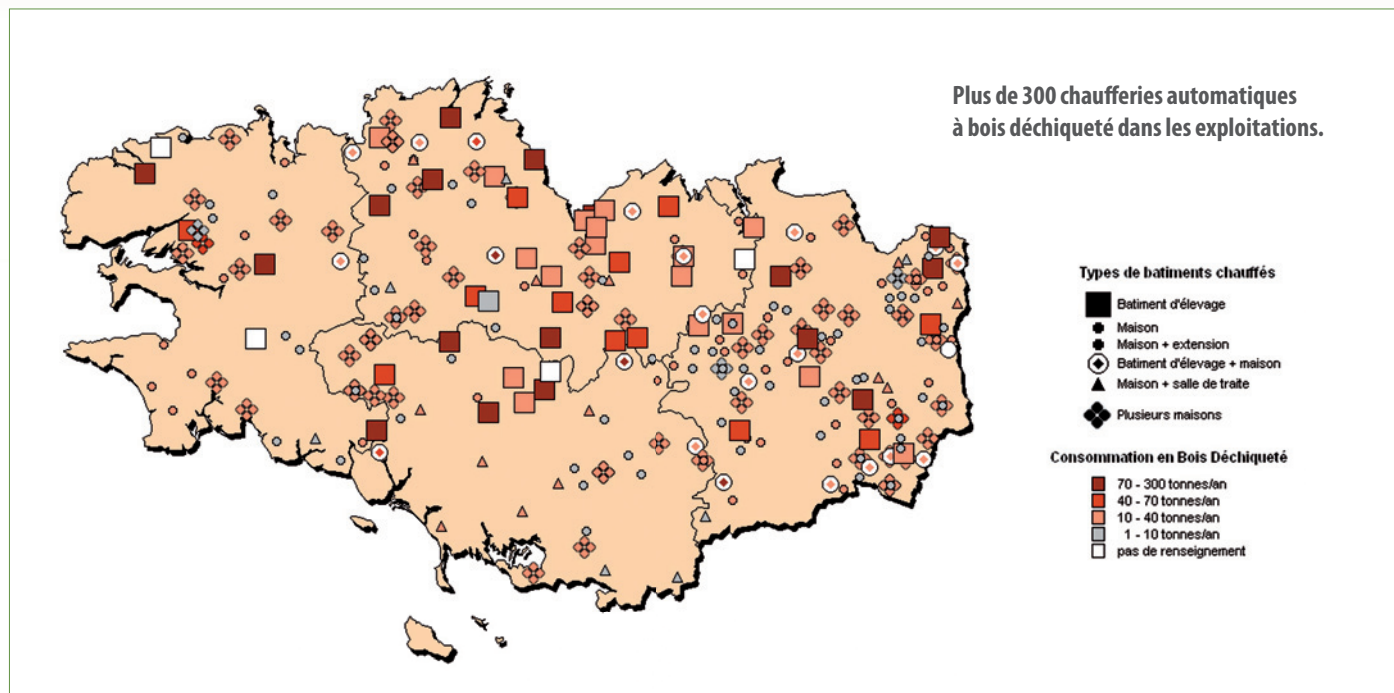 Plus de 300 chaufferies automatiques
à bois déchiqueté dans les exploitations.
Types de batiments chauffés
Batiment d'élevage
Maison
Maison + extension
Batiment d'élevage + maison
Maison + salle de traite
Plusieurs maisons
Consommation en Bois Déchiqueté
70 - 300 tonnes/an
40 - 70 tonnes/an
10 - 40 tonnes/an
1 - 10 tonnes/an
pas de renseignement